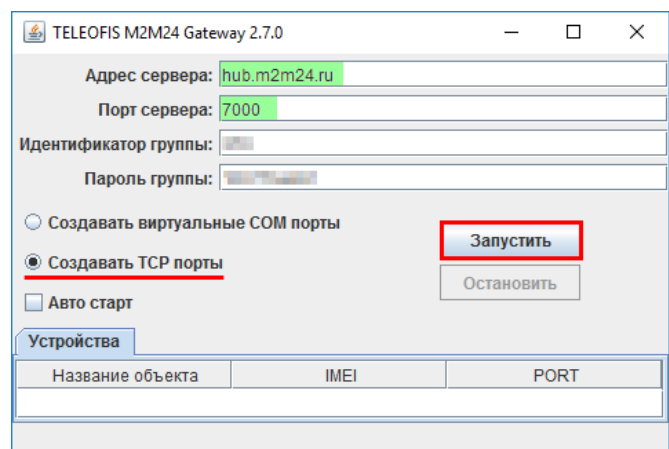 TELEOFIS M2M24 Gateway 2.7.0
Адрес сервера: hub.m2m24.ru
Порт сервера: 7000
Идентификатор группы:
Пароль группы:
Создавать виртуальные COM порты
Создавать TCP порты
Авто старт
Запустить
Остановить
Устройства
Название объекта IMEI PORT